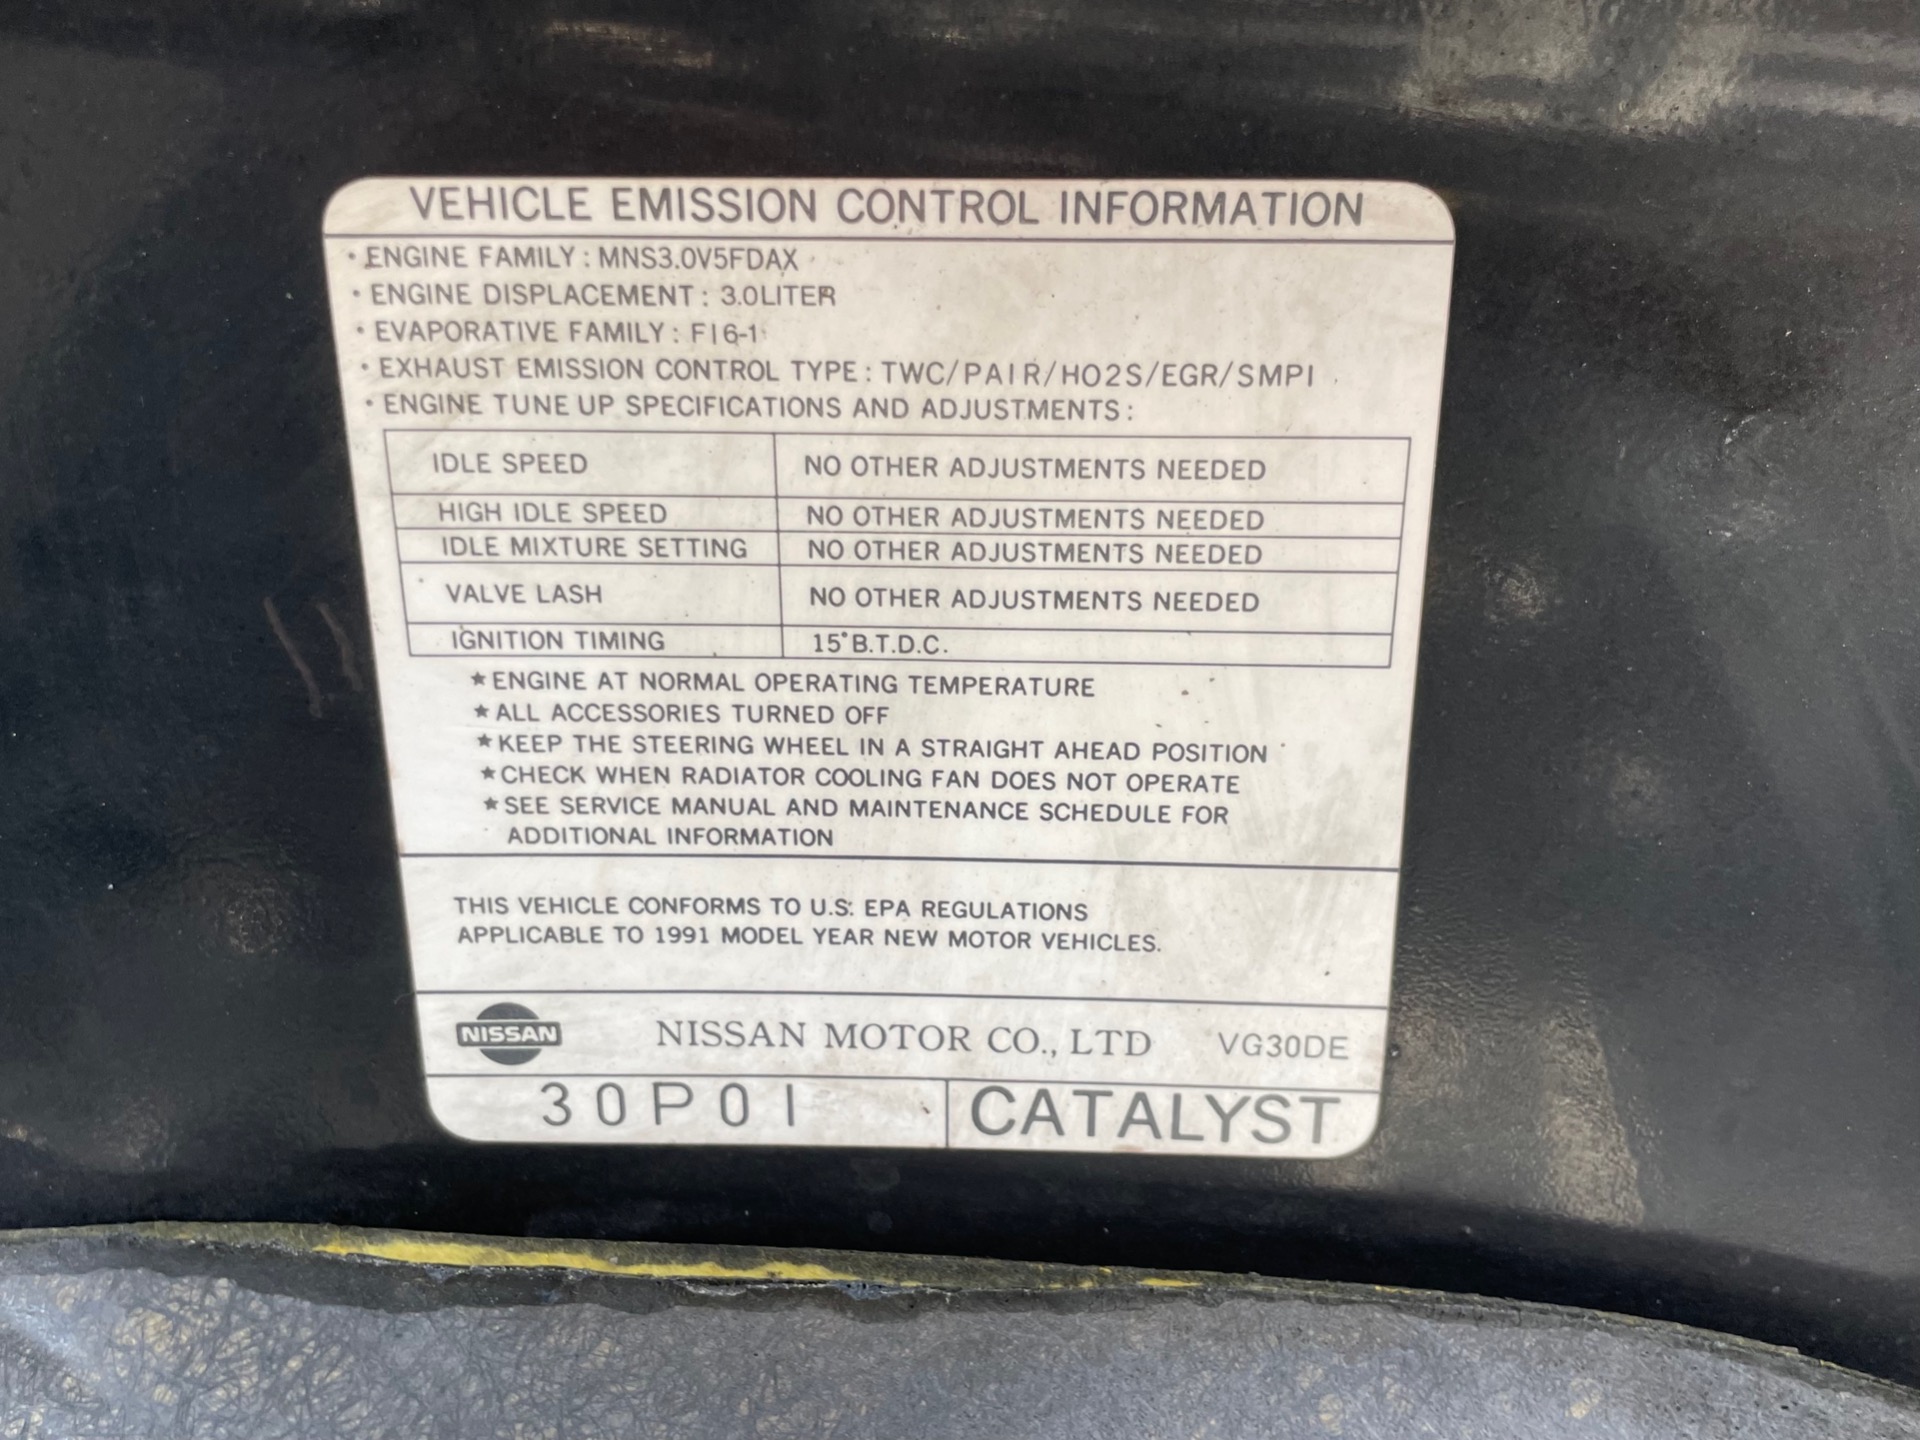 VEHICLE EMISSION CONTROL INFORMATION
・ENGINE FAMILY : MNS3.0V5FDAX
・ENGINE DISPLACEMENT : 3.0LITER
・EVAPORATIVE FAMILY : FI6-1
・EXHAUST EMISSION CONTROL TYPE : TWC/PAIR/HO2S/EGR/SMPI
・ENGINE TUNE UP SPECIFICATIONS AND ADJUSTMENTS :
IDLE SPEED NO OTHER ADJUSTMENTS NEEDED
HIGH IDLE SPEED NO OTHER ADJUSTMENTS NEEDED
IDLE MIXTURE SETTING NO OTHER ADJUSTMENTS NEEDED
VALVE LASH NO OTHER ADJUSTMENTS NEEDED
IGNITION TIMING 15°B.T.D.C.
★ENGINE AT NORMAL OPERATING TEMPERATURE
★ALL ACCESSORIES TURNED OFF
★KEEP THE STEERING WHEEL IN A STRAIGHT AHEAD POSITION
★CHECK WHEN RADIATOR COOLING FAN DOES NOT OPERATE
★SEE SERVICE MANUAL AND MAINTENANCE SCHEDULE FOR
ADDITIONAL INFORMATION
THIS VEHICLE CONFORMS TO U.S. EPA REGULATIONS
APPLICABLE TO 1991 MODEL YEAR NEW MOTOR VEHICLES.
NISSAN NISSAN MOTOR CO., LTD VG30DE
30P01 CATALYST